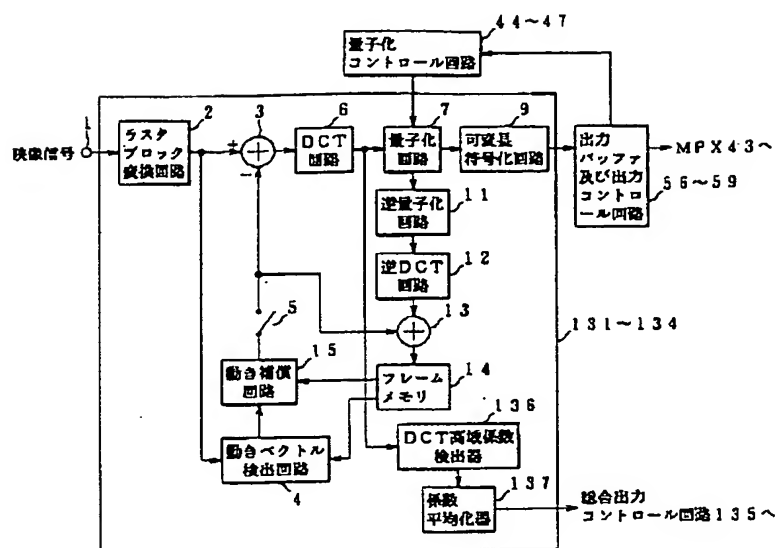 44~47
量子化
コントロール回路
1
映像信号
2
ラスタ
ブロック
変換回路
3
+
-
6
DCT
回路
7
量子化
回路
9
可変長
符号化回路
出力
バッファ
及び出力
コントロ
ール回路
MPX43へ
56~59
11
逆量子化
回路
12
逆DCT
回路
13
5
15
動き補償
回路
14
フレーム
メモリ
131~134
136
DCT高域係数
検出器
動きベクトル
検出回路
4
137
係数
平均化器
総合出力
コントロール回路135へ